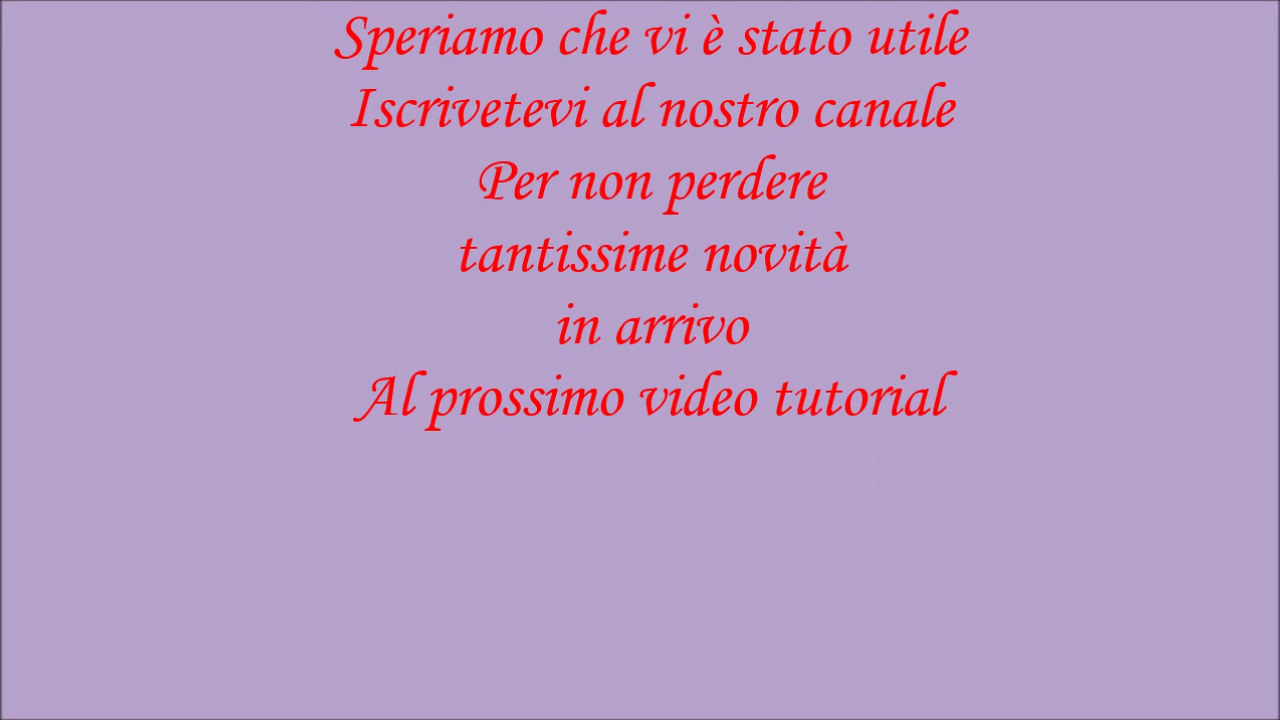 Speriamo che vi è stato utile
Iscrivetevi al nostro canale
Per non perdere
tantissime novità
in arrivo
Al prossimo video tutorial